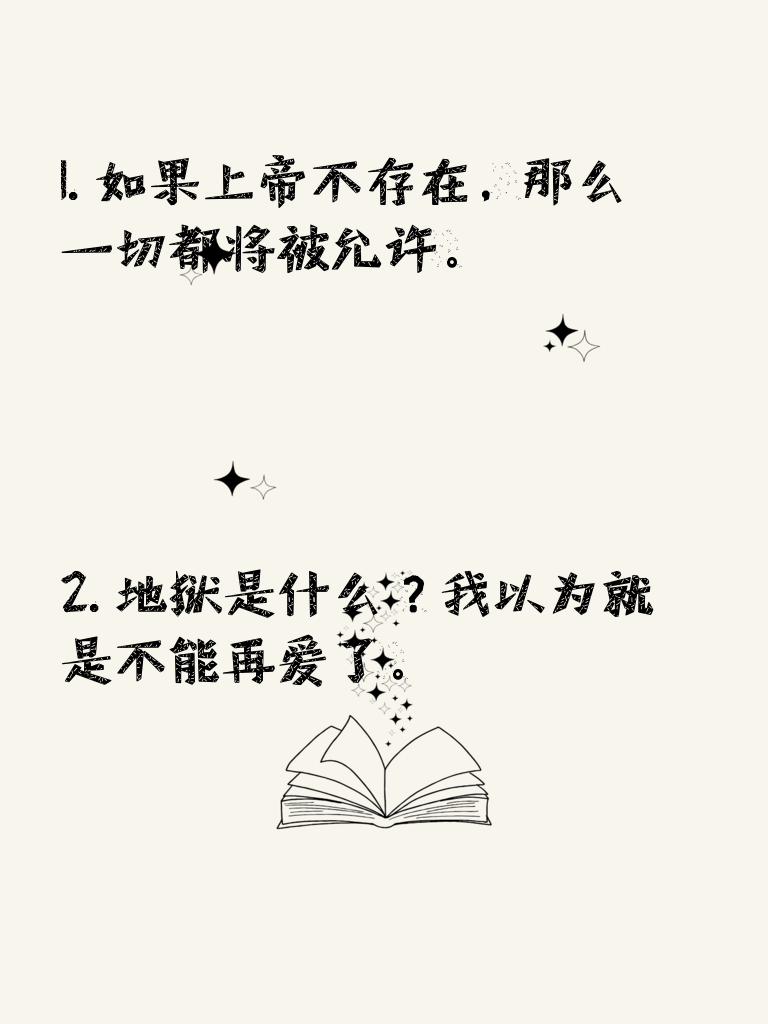 1. 如果上帝不存在，那么
一切都将被允许。
2. 地狱是什么？我以为就
是不能再爱了。